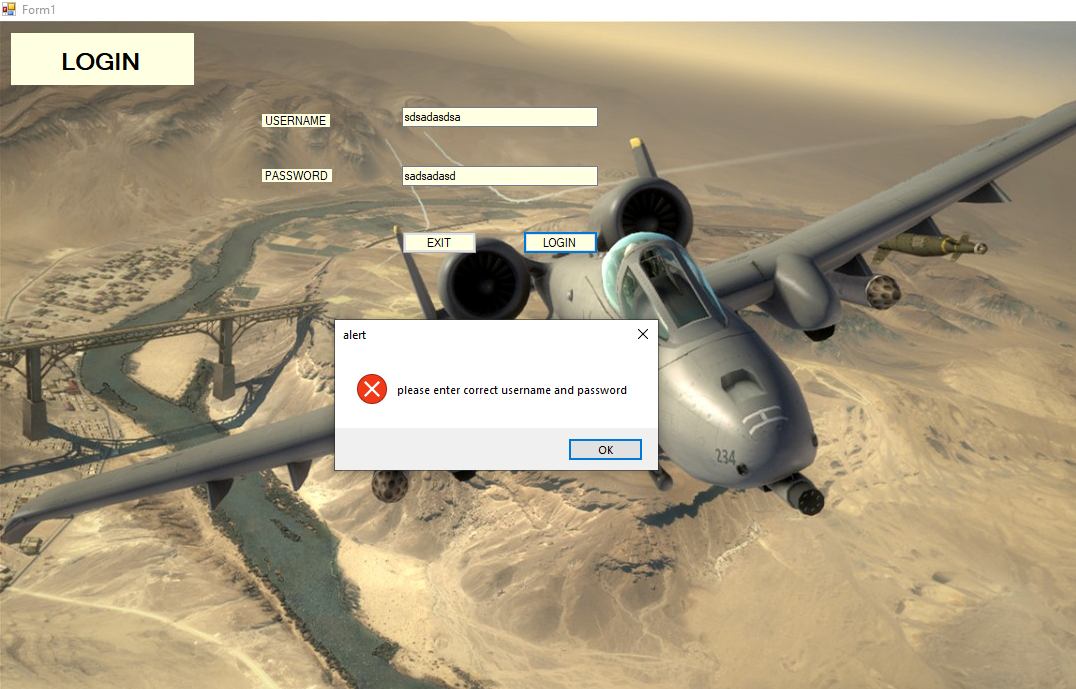 Form1
LOGIN
USERNAME
sdsadasdsa
PASSWORD
sadsadasd
EXIT
LOGIN
alert
please enter correct username and password
OK
234